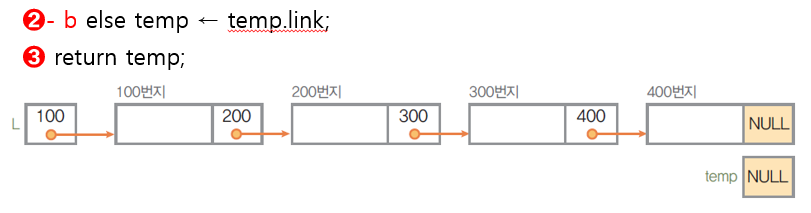 ❷- b else temp ← temp.link;
❸ return temp;
100번지 200번지 300번지 400번지
L 100 200 300 400 NULL
temp NULL